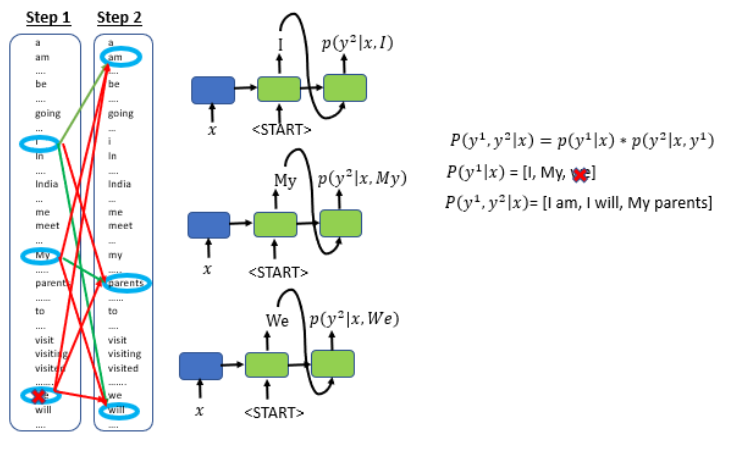 Step 1
a
am
....
be
....
going
...
I
In
....
India
...
me
meet
...
My
.....
parents
......
to
....
visit
visiting
visited
........
will
....
Step 2
a
am
....
be
....
going
...
i
In
....
India
...
me
meet
...
my
.....
parents
......
to
....
visit
visiting
visited
.......
we
will
....
I p(y²|x, I)
x <START>
My p(y²|x, My)
x <START>
We p(y²|x, We)
x <START>
P(y¹, y²|x) = p(y¹|x) * p(y²|x, y¹)
P(y¹|x) = [I, My, we]
P(y¹, y²|x)= [I am, I will, My parents]